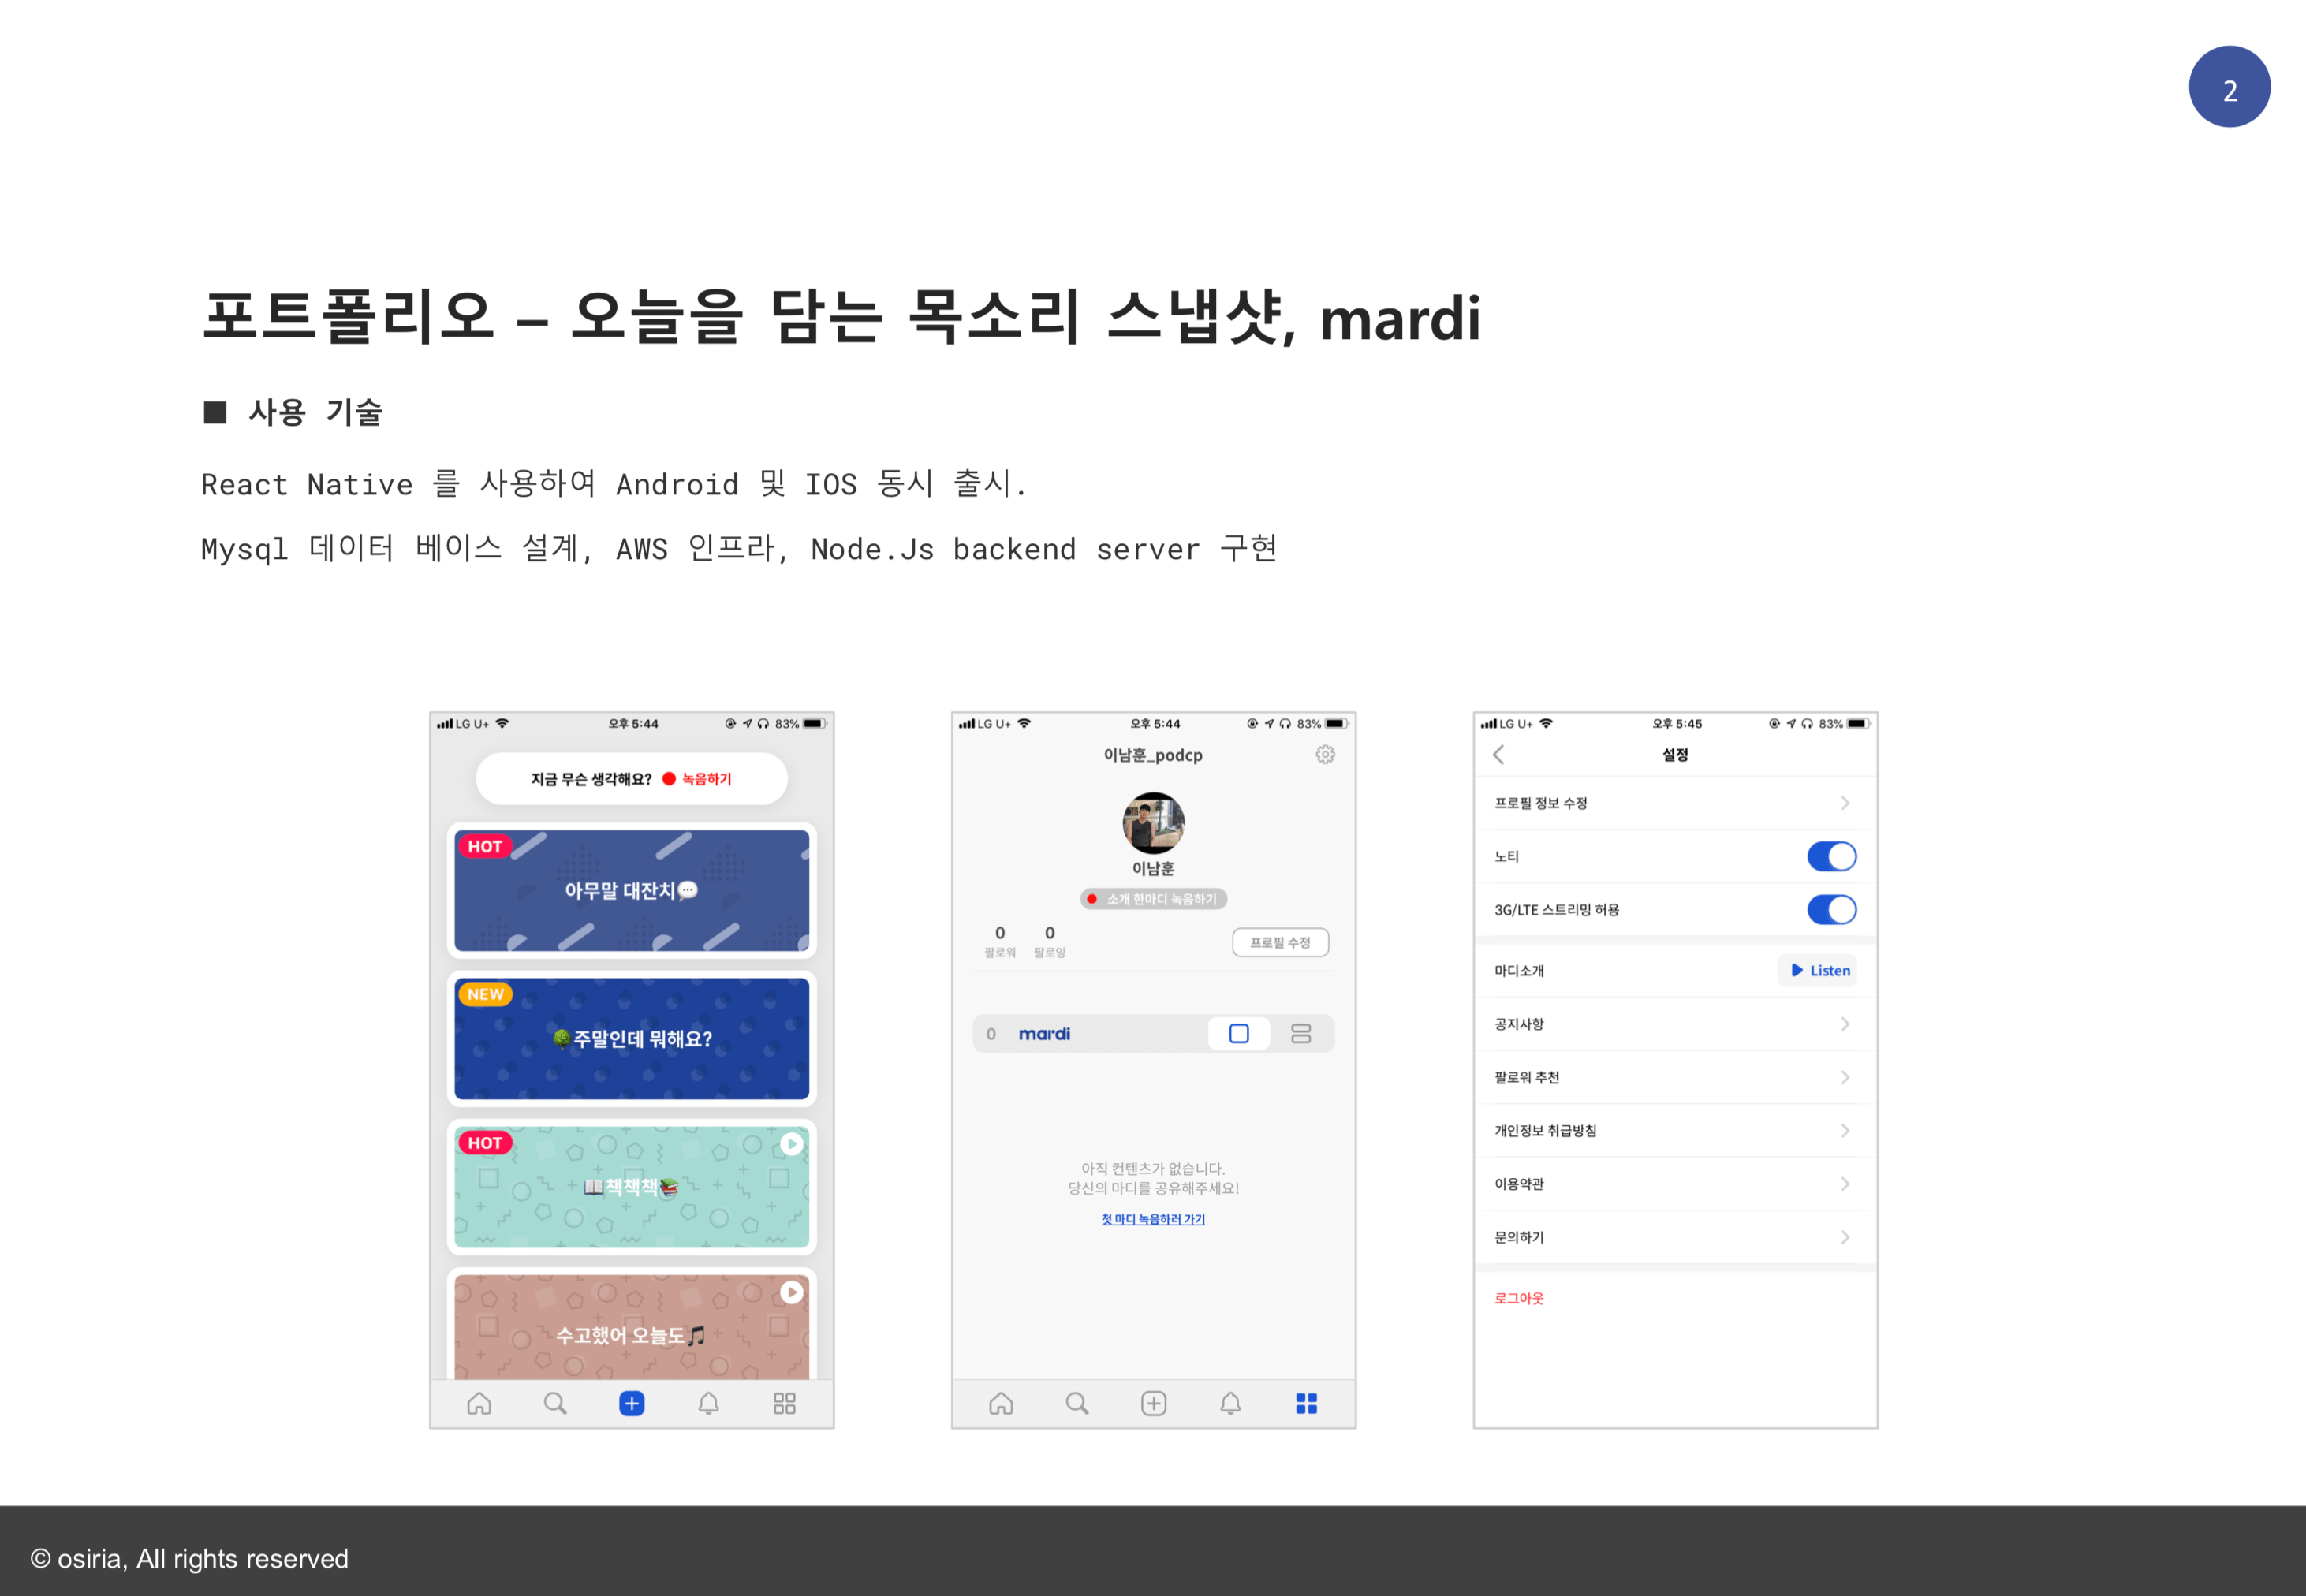 2
포트폴리오 – 오늘을 담는 목소리 스냅샷, mardi
■ 사용 기술
React Native 를 사용하여 Android 및 IOS 동시 출시.
Mysql 데이터 베이스 설계, AWS 인프라, Node.Js backend server 구현
LG U+ 오후 5:44 83%
지금 무슨 생각해요? 녹음하기
HOT
아무말 대잔치💬
NEW
🌳주말인데 뭐해요?
HOT
📖책책책📚
수고했어 오늘도🎵
LG U+ 오후 5:44 83%
이남훈_podcp
이남훈
소개 한마디 녹음하기
0 0
팔로워 팔로잉
프로필 수정
0 mardi
아직 컨텐츠가 없습니다.
당신의 마디를 공유해주세요!
첫 마디 녹음하러 가기
LG U+ 오후 5:45 83%
설정
프로필 정보 수정
노티
3G/LTE 스트리밍 허용
마디소개 Listen
공지사항
팔로워 추천
개인정보 취급방침
이용약관
문의하기
로그아웃
© osiria, All rights reserved